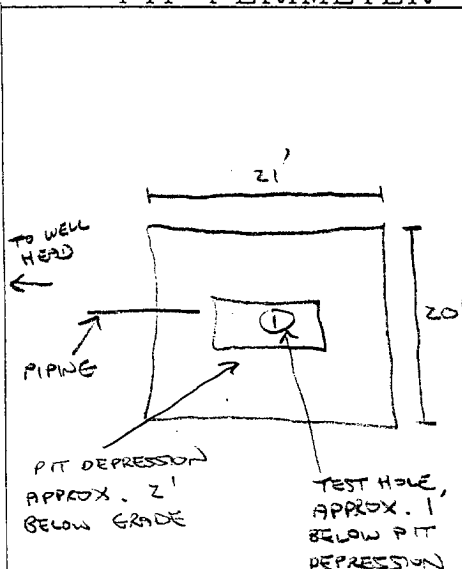 PIT PERIMETER
21'
TO WELL
HEAD
20'
①
PIPING
PIT DEPRESSION
APPROX. 2'
BELOW GRADE
TEST HOLE,
APPROX. 1'
BELOW PIT
DEPRESSION